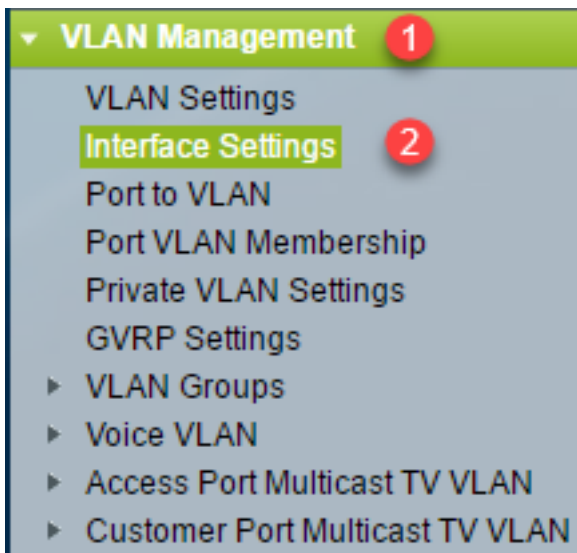 VLAN Management 1
VLAN Settings
Interface Settings 2
Port to VLAN
Port VLAN Membership
Private VLAN Settings
GVRP Settings
VLAN Groups
Voice VLAN
Access Port Multicast TV VLAN
Customer Port Multicast TV VLAN